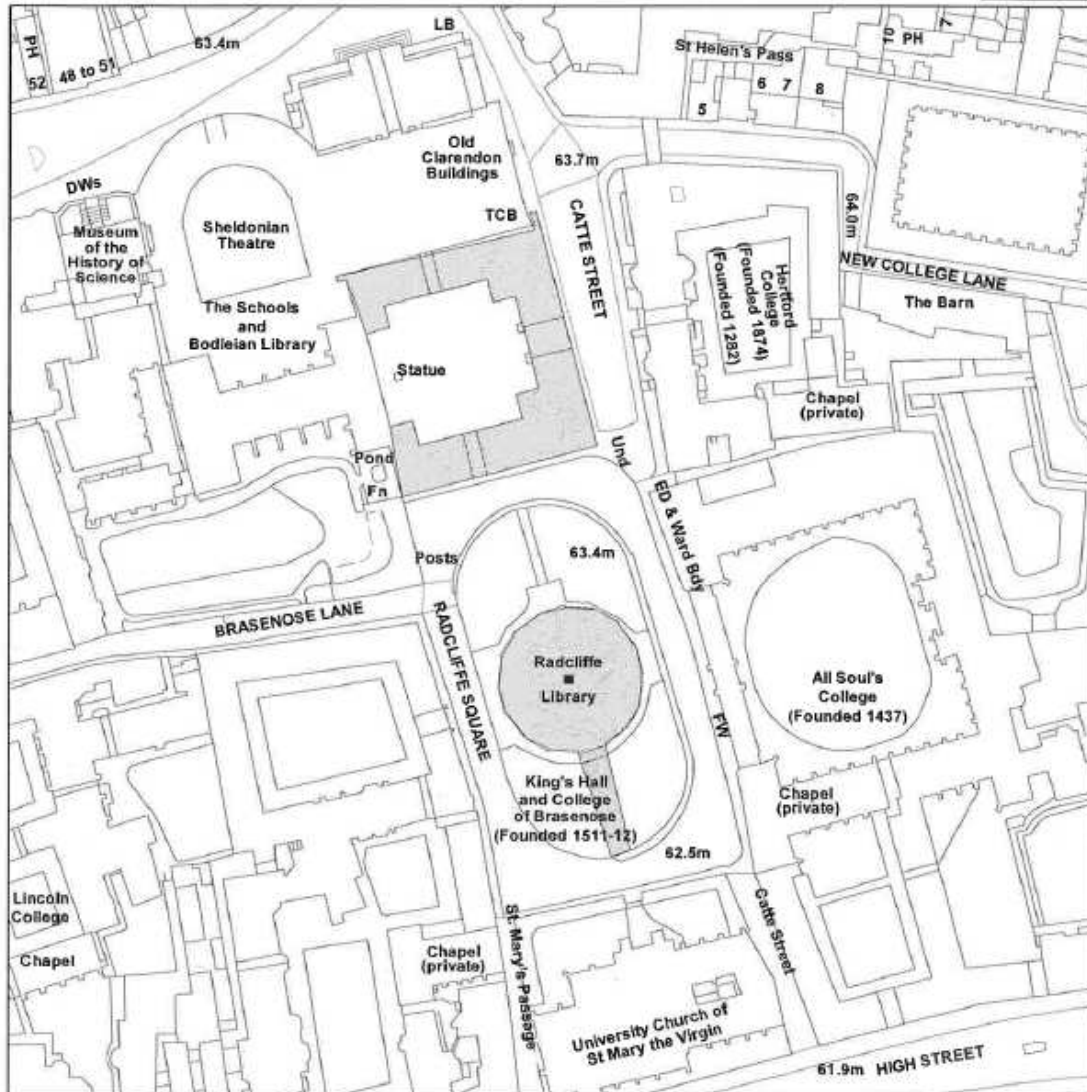 PH
52
48 to 51
63.4m
LB
St Helen's Pass
10
PH
7
5
6
7
8
Old
Clarendon
Buildings
63.7m
DWs
Museum
of the
History of
Science
Sheldonian
Theatre
TCB
CATTE STREET
64.0m
Hertford
College
(Founded 1874)
(Founded 1282)
NEW COLLEGE LANE
The Barn
The Schools
and
Bodleian Library
Statue
Chapel
(private)
Pond
Fn
Und
ED & Ward Bdy
Posts
63.4m
BRASENOSE LANE
RADCLIFFE SQUARE
Radcliffe
Library
All Soul's
College
(Founded 1437)
FW
King's Hall
and College
of Brasenose
(Founded 1511-12)
Chapel
(private)
62.5m
Lincoln
College
Chapel
Chapel
(private)
St. Mary's Passage
Catte Street
University Church of
St Mary the Virgin
61.9m
HIGH STREET